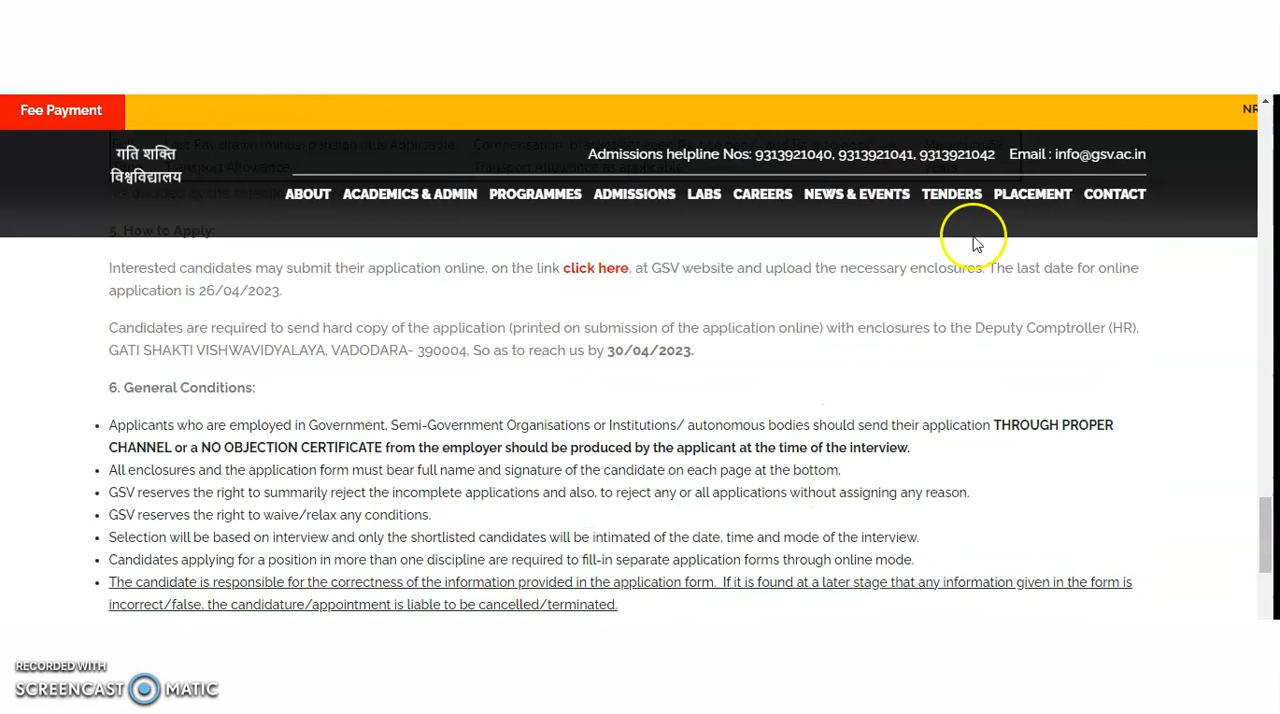 Fee Payment
NR
गति शक्ति
विश्वविद्यालय
Admissions helpline Nos: 9313921040, 9313921041, 9313921042 Email : info@gsv.ac.in
ABOUT ACADEMICS & ADMIN PROGRAMMES ADMISSIONS LABS CAREERS NEWS & EVENTS TENDERS PLACEMENT CONTACT
5. How to Apply:
Interested candidates may submit their application online, on the link click here, at GSV website and upload the necessary enclosures. The last date for online
application is 26/04/2023.
Candidates are required to send hard copy of the application (printed on submission of the application online) with enclosures to the Deputy Comptroller (HR),
GATI SHAKTI VISHWAVIDYALAYA, VADODARA- 390004, So as to reach us by 30/04/2023.
6. General Conditions:
Applicants who are employed in Government, Semi-Government Organisations or Institutions/ autonomous bodies should send their application THROUGH PROPER
CHANNEL or a NO OBJECTION CERTIFICATE from the employer should be produced by the applicant at the time of the interview.
All enclosures and the application form must bear full name and signature of the candidate on each page at the bottom.
GSV reserves the right to summarily reject the incomplete applications and also, to reject any or all applications without assigning any reason.
GSV reserves the right to waive/relax any conditions.
Selection will be based on interview and only the shortlisted candidates will be intimated of the date, time and mode of the interview.
Candidates applying for a position in more than one discipline are required to fill-in separate application forms through online mode.
The candidate is responsible for the correctness of the information provided in the application form. If it is found at a later stage that any information given in the form is
incorrect/false, the candidature/appointment is liable to be cancelled/terminated.
RECORDED WITH
SCREENCAST MATIC